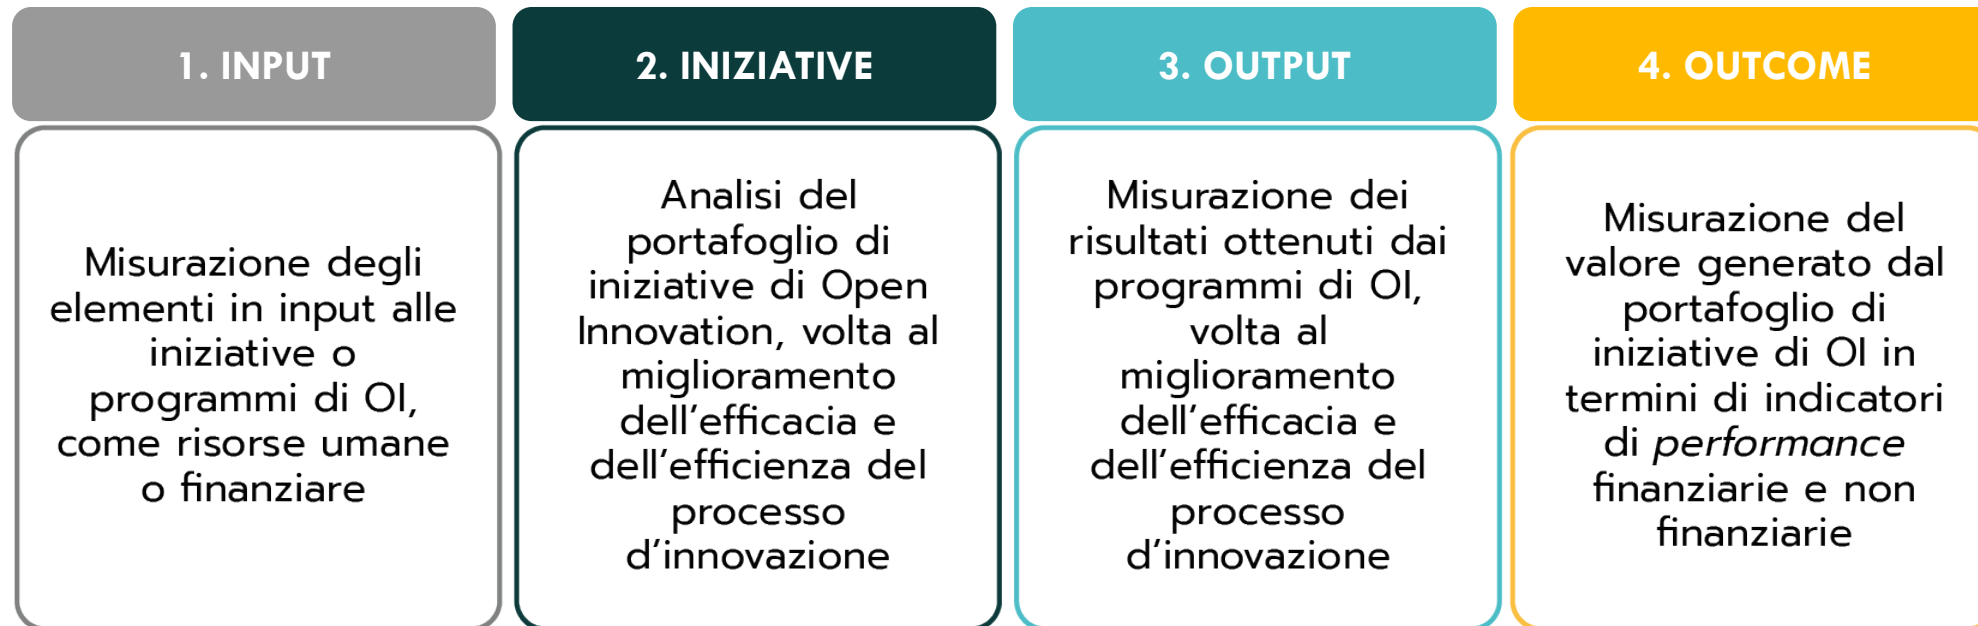 1. INPUT
Misurazione degli
elementi in input alle
iniziative o
programmi di OI,
come risorse umane
o finanziare
2. INIZIATIVE
Analisi del
portafoglio di
iniziative di Open
Innovation, volta al
miglioramento
dell’efficacia e
dell’efficienza del
processo
d’innovazione
3. OUTPUT
Misurazione dei
risultati ottenuti dai
programmi di OI,
volta al
miglioramento
dell’efficacia e
dell’efficienza del
processo
d’innovazione
4. OUTCOME
Misurazione del
valore generato dal
portafoglio di
iniziative di OI in
termini di indicatori
di performance
finanziarie e non
finanziarie